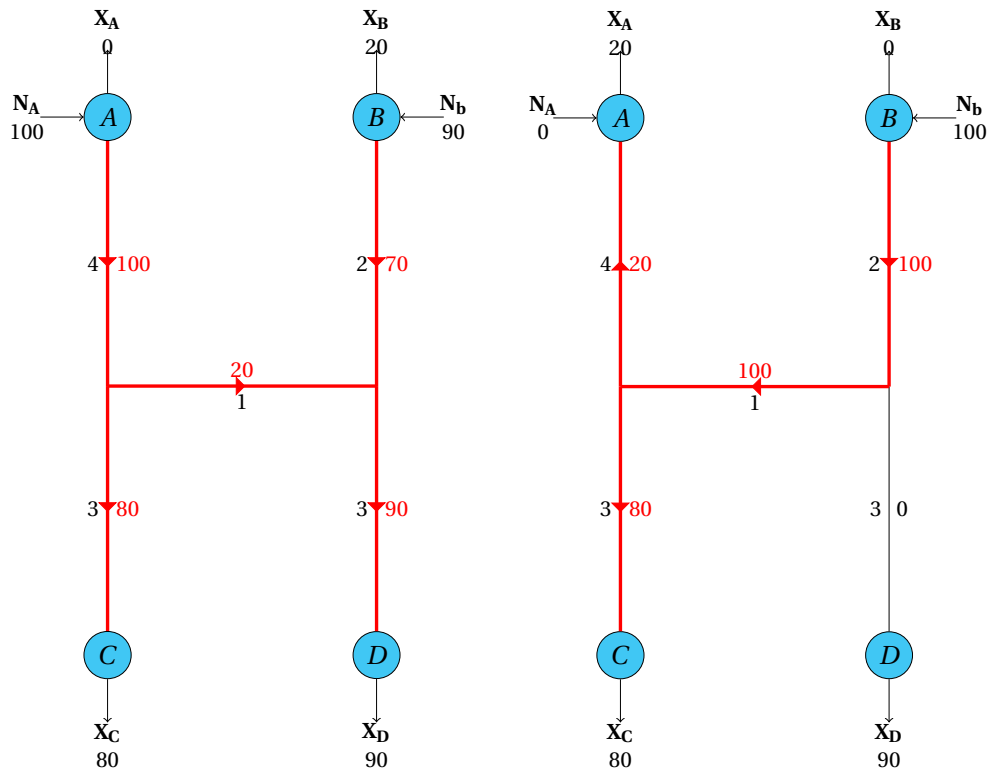 X_A X_B X_A X_B
0 20 20 0
N_A A B N_b N_A A B N_b
100 90 0 100
4 100 2 70 4 20 2 100
20 100
1 1
3 80 3 90 3 80 3 0
C D C D
X_C X_D X_C X_D
80 90 80 90